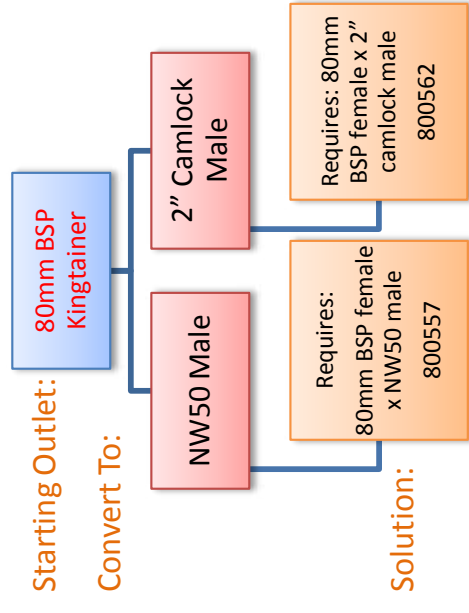 Starting Outlet:
80mm BSP
Kingtainer
Convert To:
NW50 Male
2” Camlock
Male
Solution:
Requires:
80mm BSP female
x NW50 male
800557
Requires: 80mm
BSP female x 2”
camlock male
800562